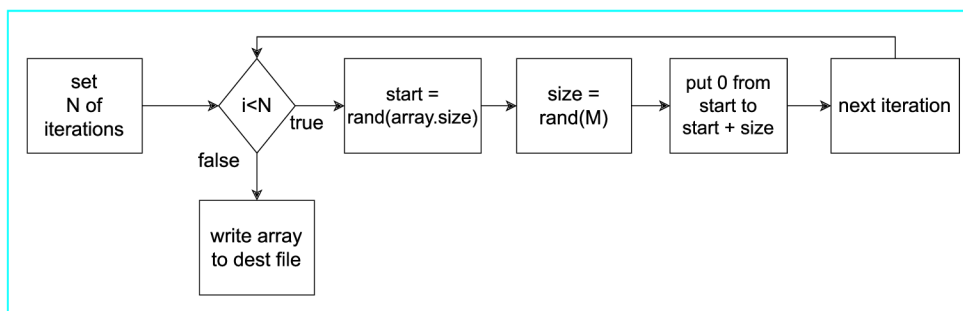 set
N of
iterations
i<N
true
false
start =
rand(array.size)
size =
rand(M)
put 0 from
start to
start + size
next iteration
write array
to dest file